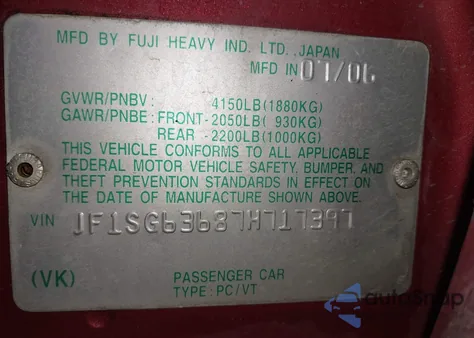 MFD BY FUJI HEAVY IND. LTD., JAPAN
MFD IN 07/06
GVWR/PNBV : 4150LB(1880KG)
GAWR/PNBE: FRONT-2050LB( 930KG)
REAR -2200LB(1000KG)
THIS VEHICLE CONFORMS TO ALL APPLICABLE
FEDERAL MOTOR VEHICLE SAFETY, BUMPER, AND
THEFT PREVENTION STANDARDS IN EFFECT ON
THE DATE OF MANUFACTURE SHOWN ABOVE.
VIN JF1SG63687H717397
(VK) PASSENGER CAR
TYPE: PC/VT
autoSnap